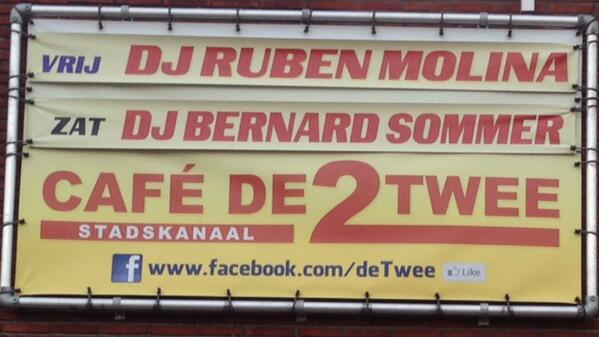 VRIJ DJ RUBEN MOLINA
ZAT DJ BERNARD SOMMER
CAFÉ DE 2 TWEE
STADSKANAAL
f www.facebook.com/deTwee Like